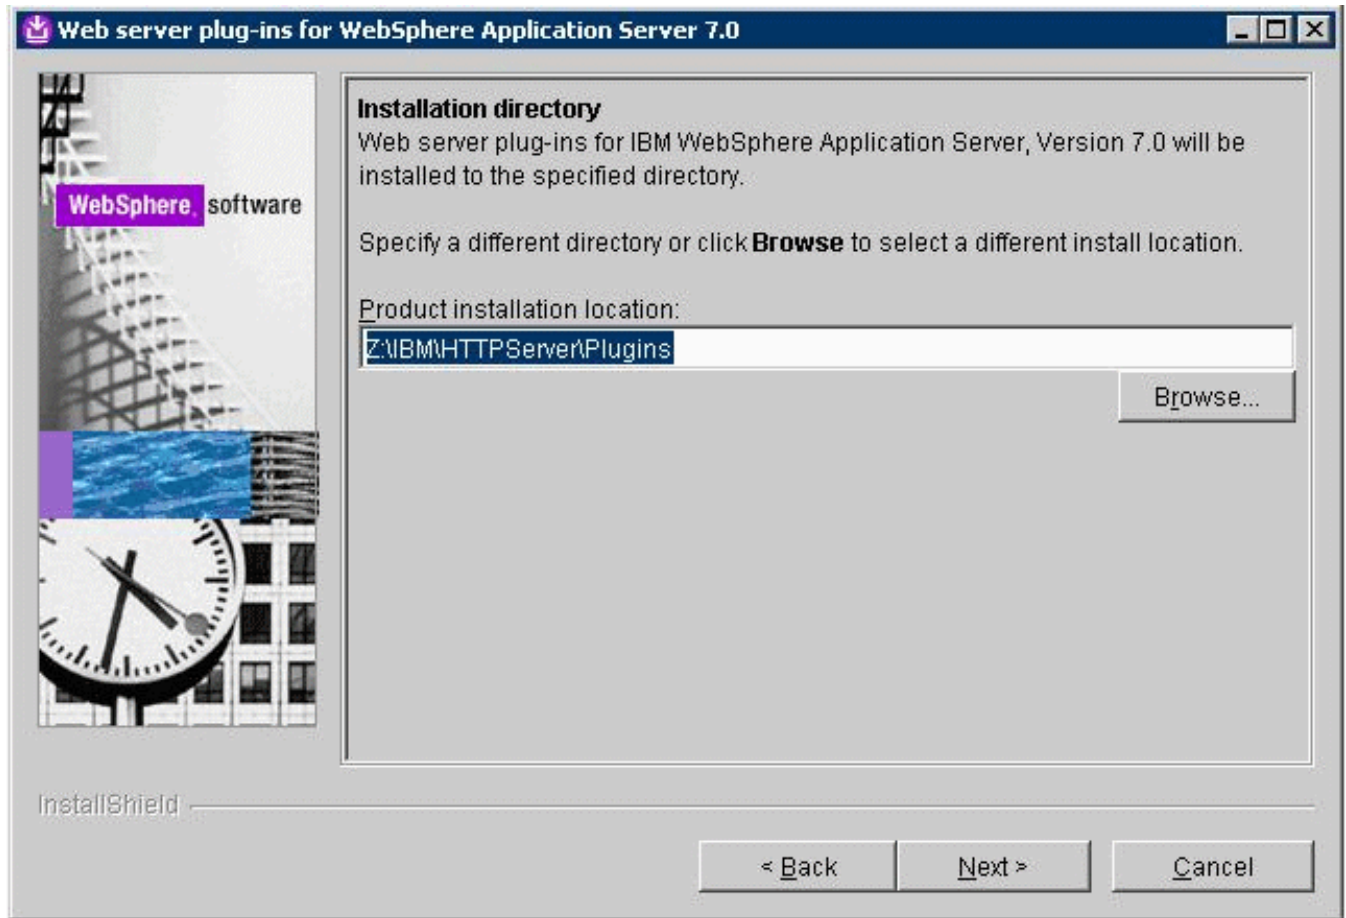 Web server plug-ins for WebSphere Application Server 7.0
WebSphere. software
Installation directory
Web server plug-ins for IBM WebSphere Application Server, Version 7.0 will be
installed to the specified directory.
Specify a different directory or click Browse to select a different install location.
Product installation location:
Z:\IBM\HTTPServer\Plugins
Browse...
InstallShield
< Back
Next >
Cancel